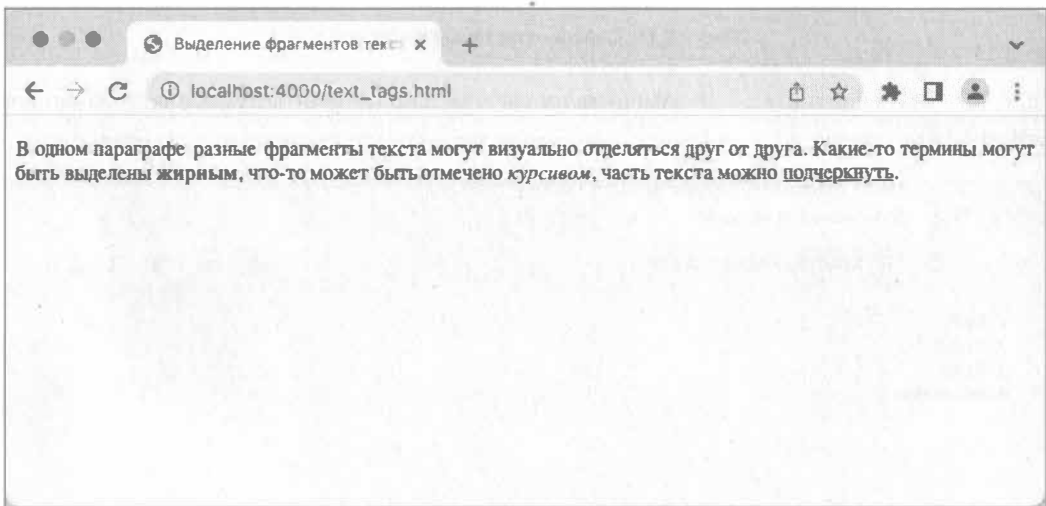 Выделение фрагментов текс
localhost:4000/text_tags.html
В одном параграфе разные фрагменты текста могут визуально отделяться друг от друга. Какие-то термины могут
быть выделены жирным, что-то может быть отмечено курсивом, часть текста можно подчеркнуть.